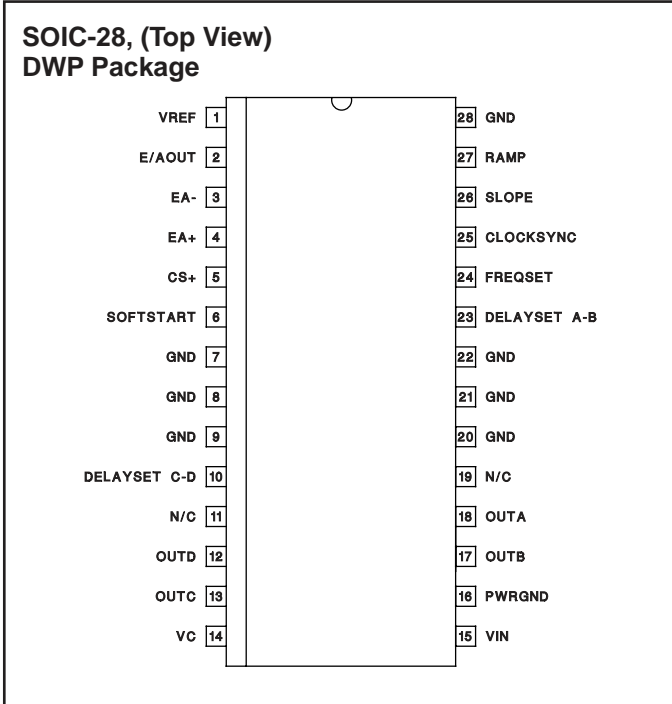 SOIC-28, (Top View)
DWP Package
VREF 1
E/AOUT 2
EA- 3
EA+ 4
CS+ 5
SOFTSTART 6
GND 7
GND 8
GND 9
DELAYSET C-D 10
N/C 11
OUTD 12
OUTC 13
VC 14
28 GND
27 RAMP
26 SLOPE
25 CLOCKSYNC
24 FREQSET
23 DELAYSET A-B
22 GND
21 GND
20 GND
19 N/C
18 OUTA
17 OUTB
16 PWRGND
15 VIN